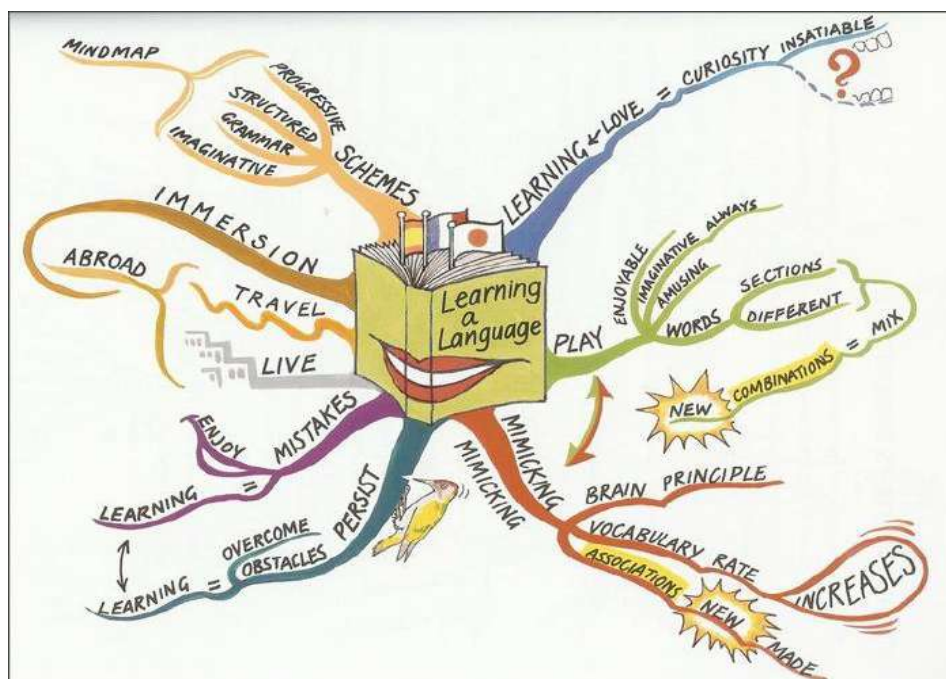 Learning
a
Language
LEARNING LOVE = CURIOSITY INSATIABLE
?
PLAY
ENJOYABLE
IMAGINATIVE ALWAYS
AMUSING
WORDS
SECTIONS
DIFFERENT
MIX
=
COMBINATIONS
NEW
MIMICKING
MIMICKING
BRAIN PRINCIPLE
VOCABULARY RATE
INCREASES
ASSOCIATIONS
NEW
MADE
PERSIST
OVERCOME
OBSTACLES
=
LEARNING
MISTAKES
ENJOY
=
LEARNING
LIVE
TRAVEL
ABROAD
IMMERSION
SCHEMES
PROGRESSIVE
STRUCTURED
GRAMMAR
IMAGINATIVE
MINDMAP